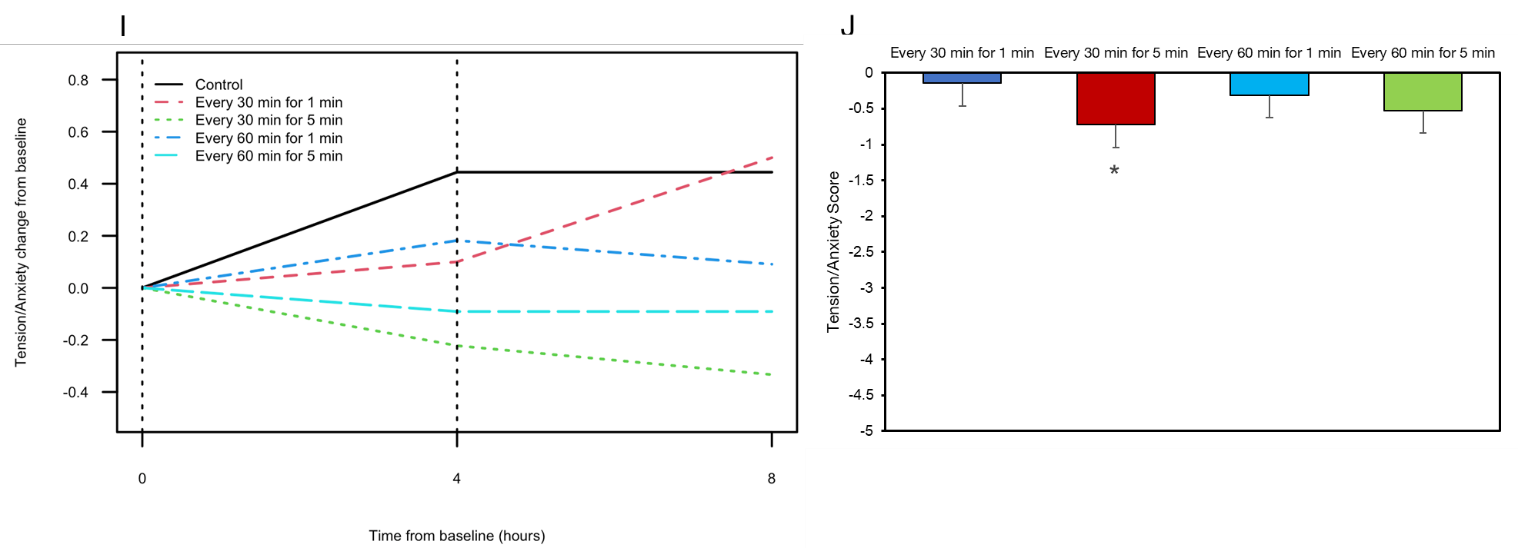 I
Tension/Anxiety change from baseline
0.8
0.6
0.4
0.2
0.0
-0.2
-0.4
Control
Every 30 min for 1 min
Every 30 min for 5 min
Every 60 min for 1 min
Every 60 min for 5 min
0 4 8
Time from baseline (hours)
J
Every 30 min for 1 min Every 30 min for 5 min Every 60 min for 1 min Every 60 min for 5 min
Tension/Anxiety Score
0
-0.5
-1
-1.5
-2
-2.5
-3
-3.5
-4
-4.5
-5
*